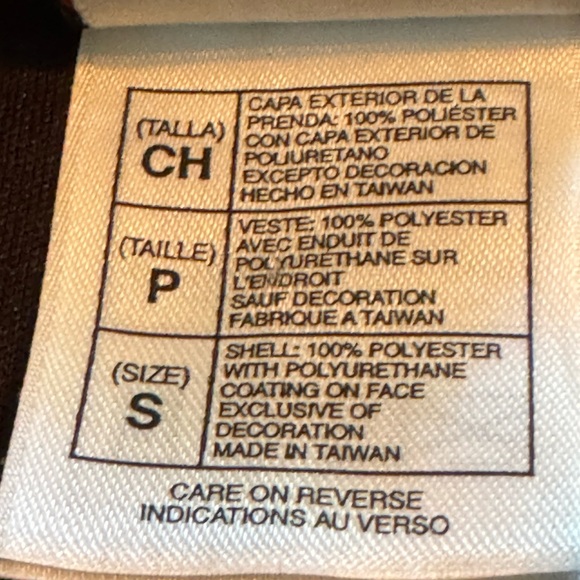 (TALLA)
CH
CAPA EXTERIOR DE LA
PRENDA: 100% POLIÉSTER
CON CAPA EXTERIOR DE
POLIURETANO
EXCEPTO DECORACION
HECHO EN TAIWAN
(TAILLE)
P
VESTE: 100% POLYESTER
AVEC ENDUIT DE
POLYURETHANE SUR
L'ENDROIT
SAUF DECORATION
FABRIQUE A TAIWAN
(SIZE)
S
SHELL: 100% POLYESTER
WITH POLYURETHANE
COATING ON FACE
EXCLUSIVE OF
DECORATION
MADE IN TAIWAN
CARE ON REVERSE
INDICATIONS AU VERSO